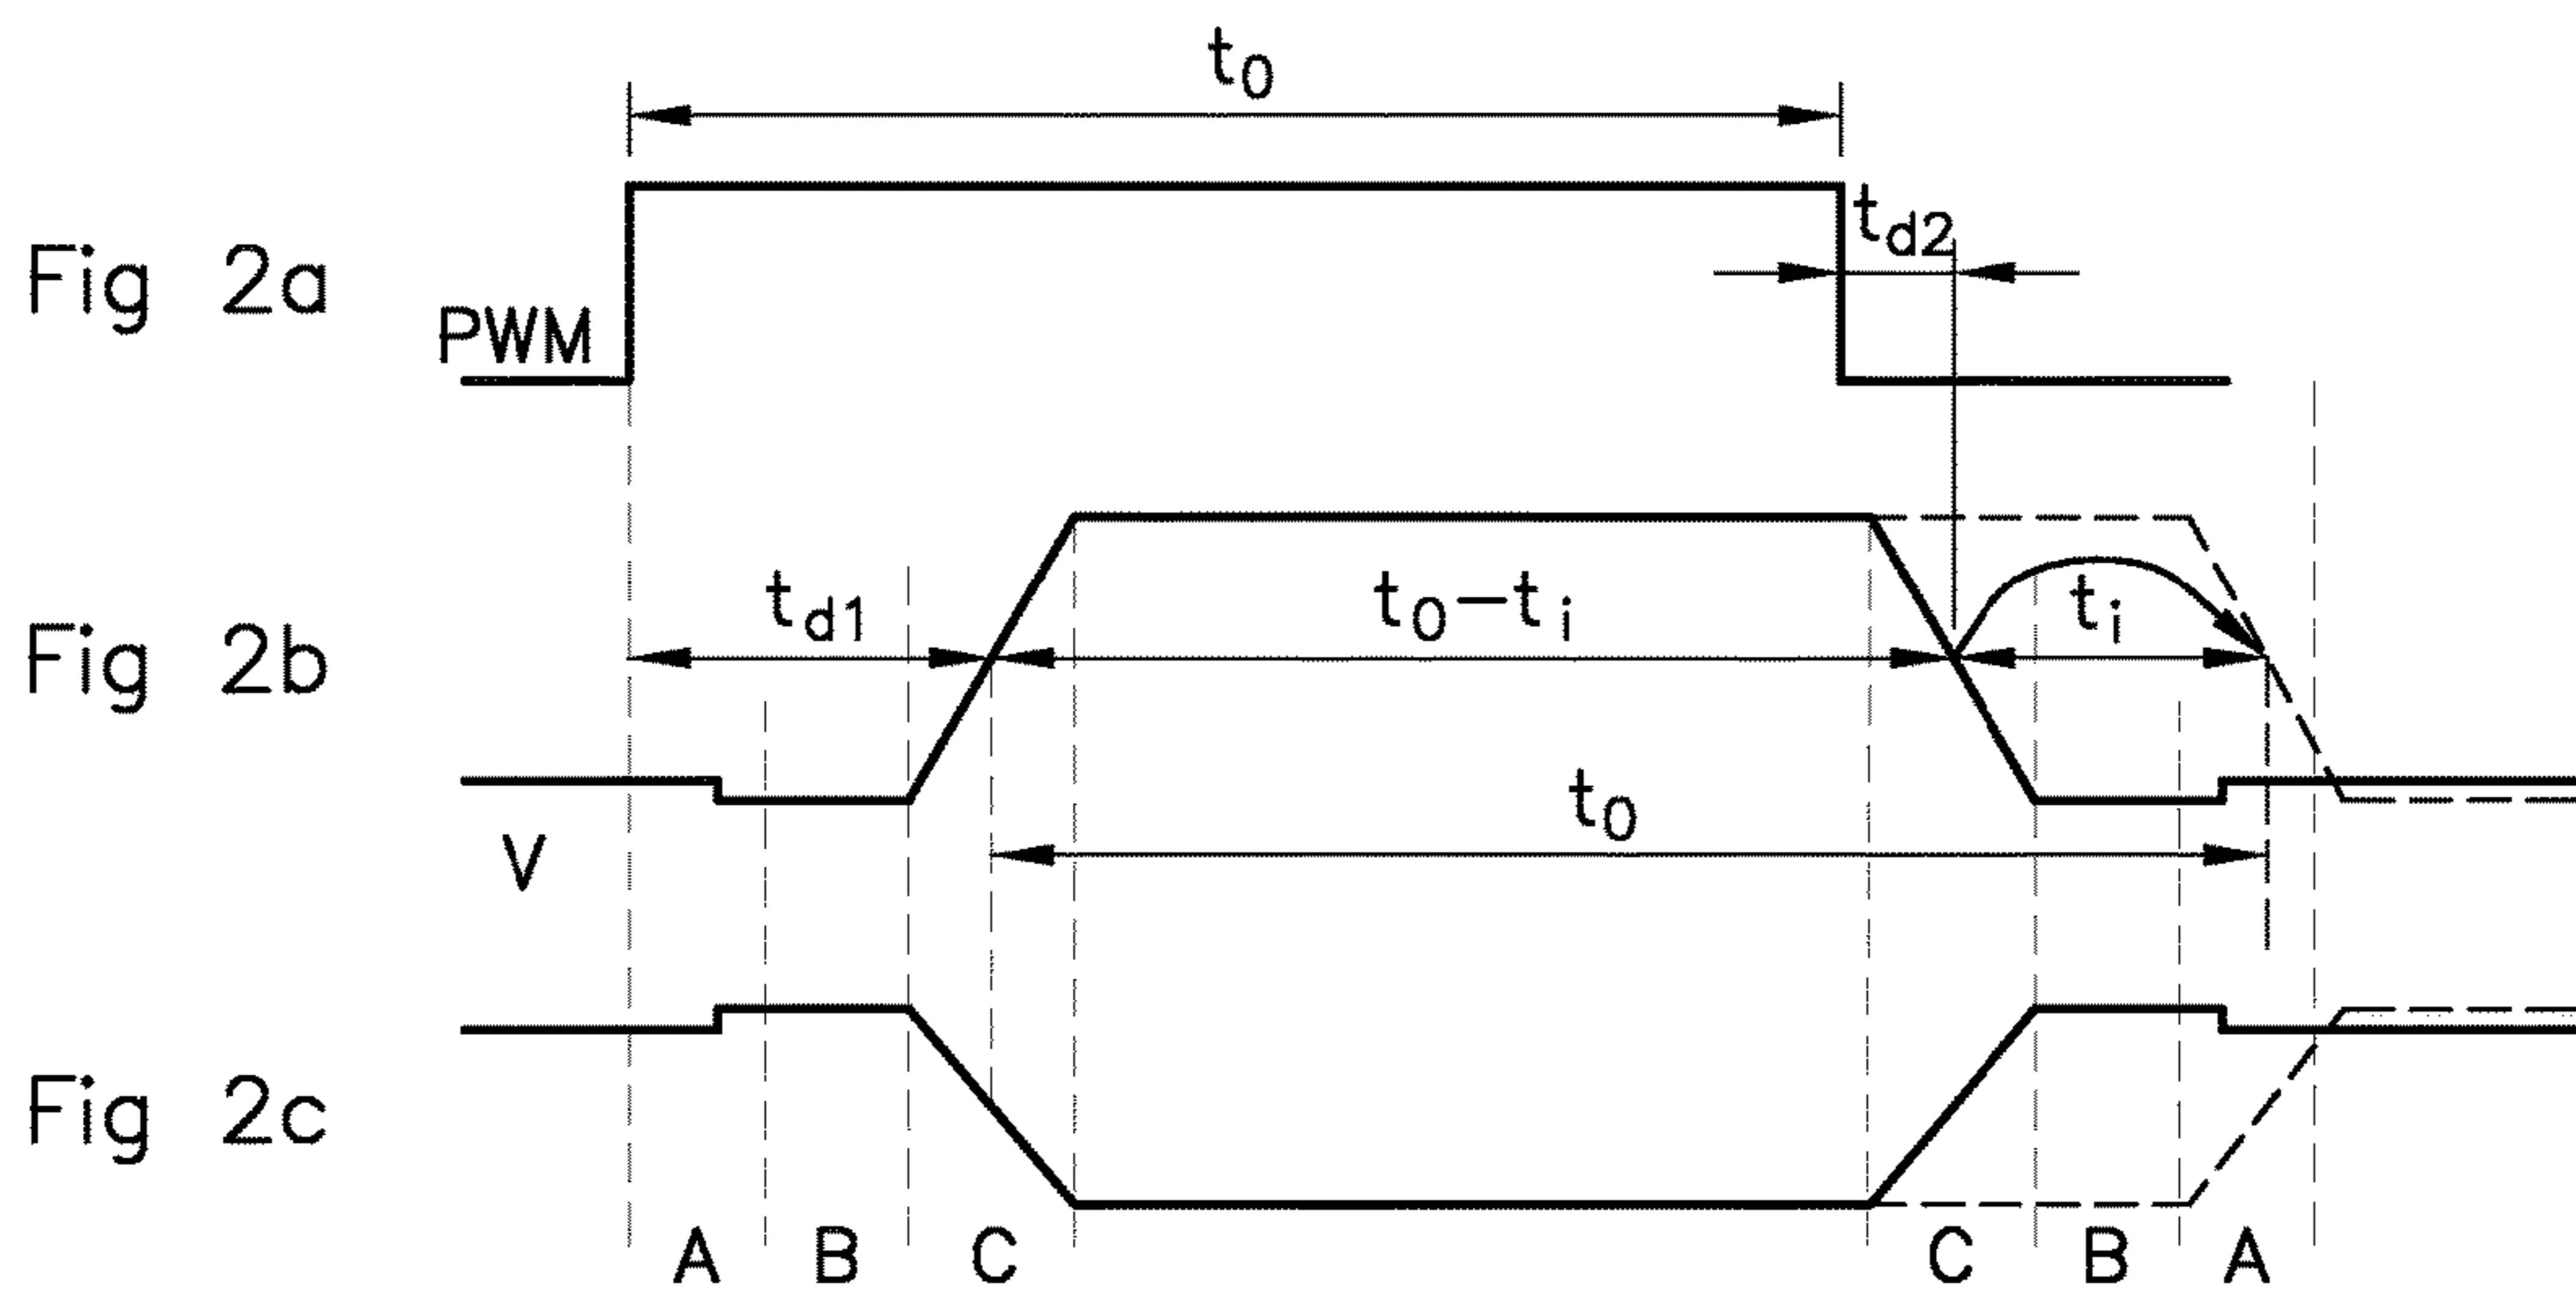 t0
Fig 2a
PWM
td2
Fig 2b
td1
t0-ti
ti
V
t0
Fig 2c
A B C C B A